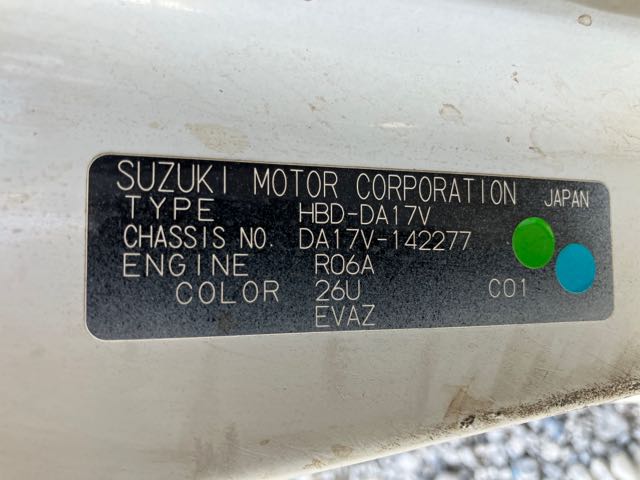 SUZUKI MOTOR CORPORATION JAPAN
TYPE HBD-DA17V
CHASSIS NO. DA17V-142277
ENGINE R06A
COLOR 26U C01
EVAZ